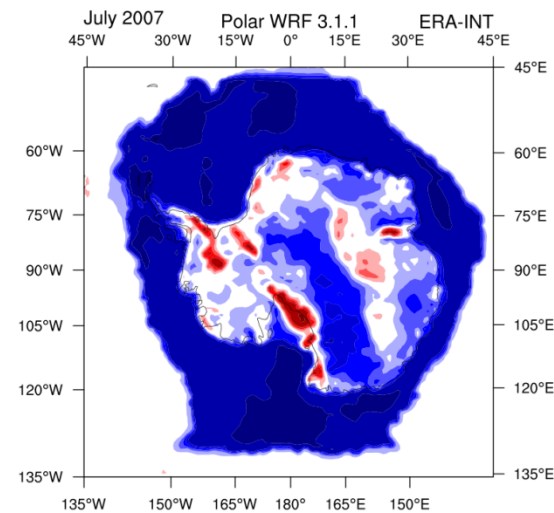 July 2007 Polar WRF 3.1.1 ERA-INT
45°W 30°W 15°W 0° 15°E 30°E 45°E
45°E
60°W 60°E
75°W 75°E
90°W 90°E
105°W 105°E
120°W 120°E
135°W 135°E
135°W 150°W 165°W 180° 165°E 150°E